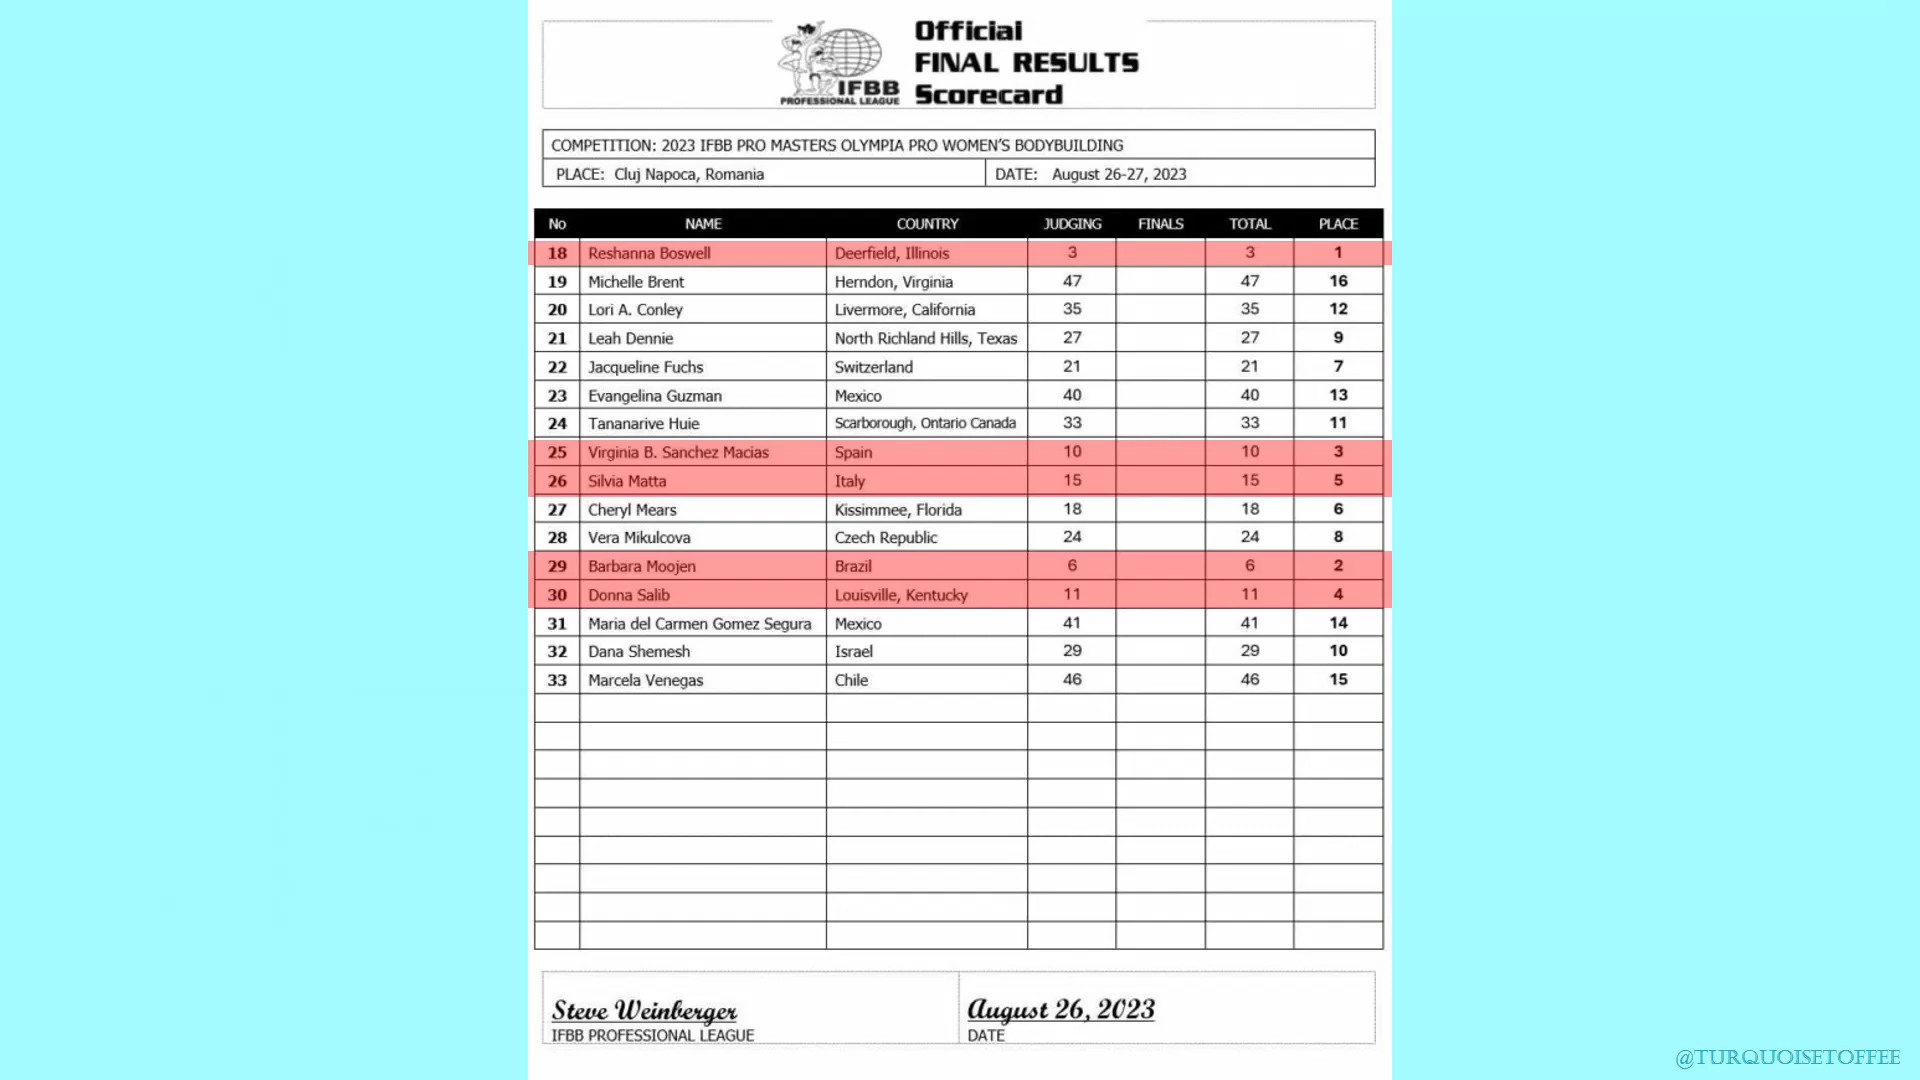 Official
FINAL RESULTS
Scorecard
IFBB
PROFESSIONAL LEAGUE
COMPETITION: 2023 IFBB PRO MASTERS OLYMPIA PRO WOMEN'S BODYBUILDING
PLACE: Cluj Napoca, Romania DATE: August 26-27, 2023
No NAME COUNTRY JUDGING FINALS TOTAL PLACE
18 Reshanna Boswell Deerfield, Illinois 3 3 1
19 Michelle Brent Herndon, Virginia 47 47 16
20 Lori A. Conley Livermore, California 35 35 12
21 Leah Dennie North Richland Hills, Texas 27 27 9
22 Jacqueline Fuchs Switzerland 21 21 7
23 Evangelina Guzman Mexico 40 40 13
24 Tananarive Huie Scarborough, Ontario Canada 33 33 11
25 Virginia B. Sanchez Macias Spain 10 10 3
26 Silvia Matta Italy 15 15 5
27 Cheryl Mears Kissimmee, Florida 18 18 6
28 Vera Mikulcova Czech Republic 24 24 8
29 Barbara Moojen Brazil 6 6 2
30 Donna Salib Louisville, Kentucky 11 11 4
31 Maria del Carmen Gomez Segura Mexico 41 41 14
32 Dana Shemesh Israel 29 29 10
33 Marcela Venegas Chile 46 46 15
Steve Weinberger August 26, 2023
IFBB PROFESSIONAL LEAGUE DATE
@TURQUOISETOFFEE